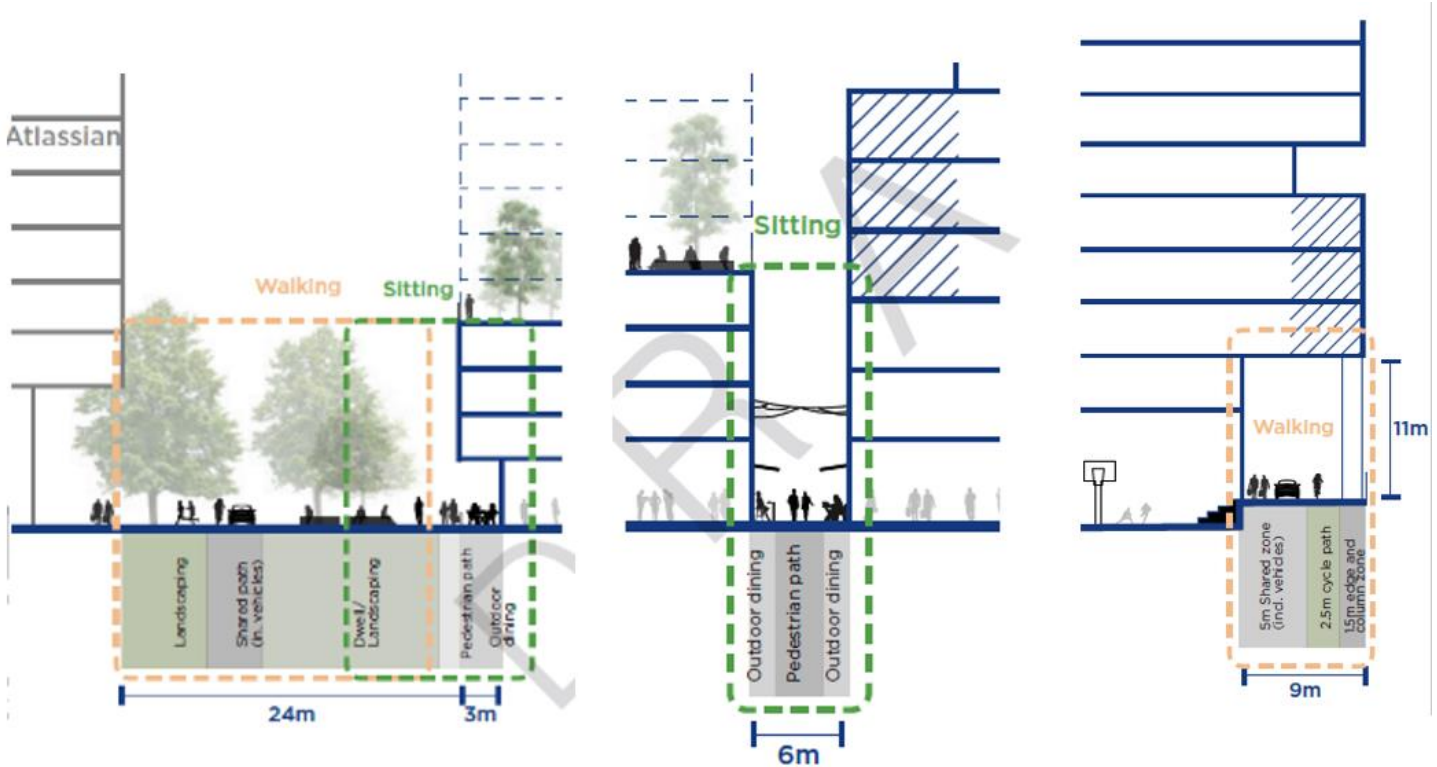 Atlassian
Walking
Sitting
Landscaping
Shared path
(in. vehicles)
Dwell/
Landscaping
Pedestrian path
Outdoor
dining
24m
3m
Sitting
Outdoor dining
Pedestrian path
Outdoor dining
6m
DRA
Walking
11m
5m Shared zone
(incl. vehicles)
2.5m cycle path
1.5m edge and
column zone
9m